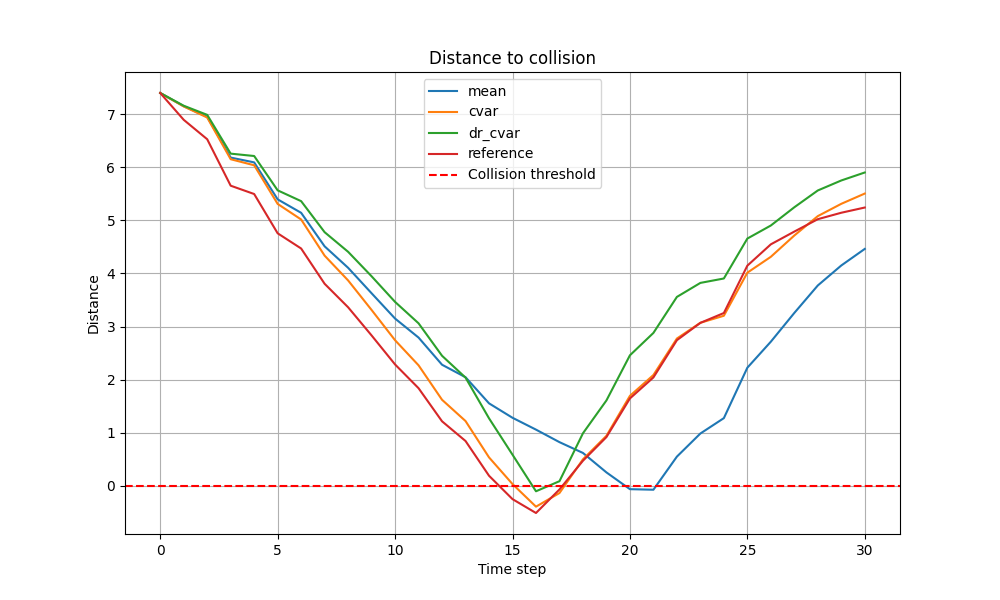 Distance to collision
mean
cvar
dr_cvar
reference
Collision threshold
7
6
5
4
3
2
1
0
Distance
0 5 10 15 20 25 30
Time step